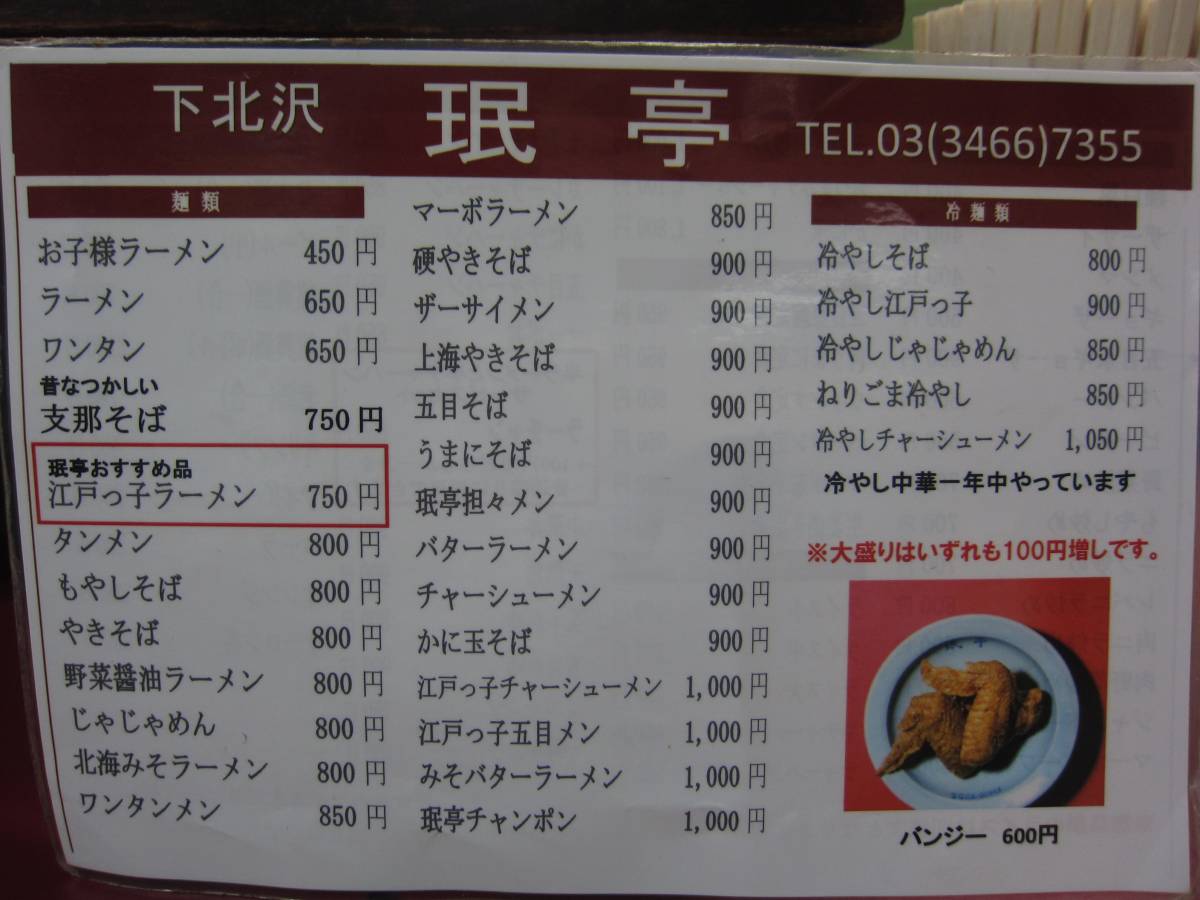 下北沢 珉亭 TEL.03(3466)7355
麺類
お子様ラーメン 450円
ラーメン 650円
ワンタン 650円
昔なつかしい
支那そば 750円
珉亭おすすめ品
江戸っ子ラーメン 750円
タンメン 800円
もやしそば 800円
やきそば 800円
野菜醤油ラーメン 800円
じゃじゃめん 800円
北海みそラーメン 800円
ワンタンメン 850円
マーボラーメン 850円
硬やきそば 900円
ザーサイメン 900円
上海やきそば 900円
五目そば 900円
うまにそば 900円
珉亭担々メン 900円
バターラーメン 900円
チャーシューメン 900円
かに玉そば 900円
江戸っ子チャーシューメン 1,000円
江戸っ子五目メン 1,000円
みそバターラーメン 1,000円
珉亭チャンポン 1,000円
冷麺類
冷やしそば 800円
冷やし江戸っ子 900円
冷やしじゃじゃめん 850円
ねりごま冷やし 850円
冷やしチャーシューメン 1,050円
冷やし中華一年中やっています
※大盛りはいずれも100円増しです。
バンジー 600円